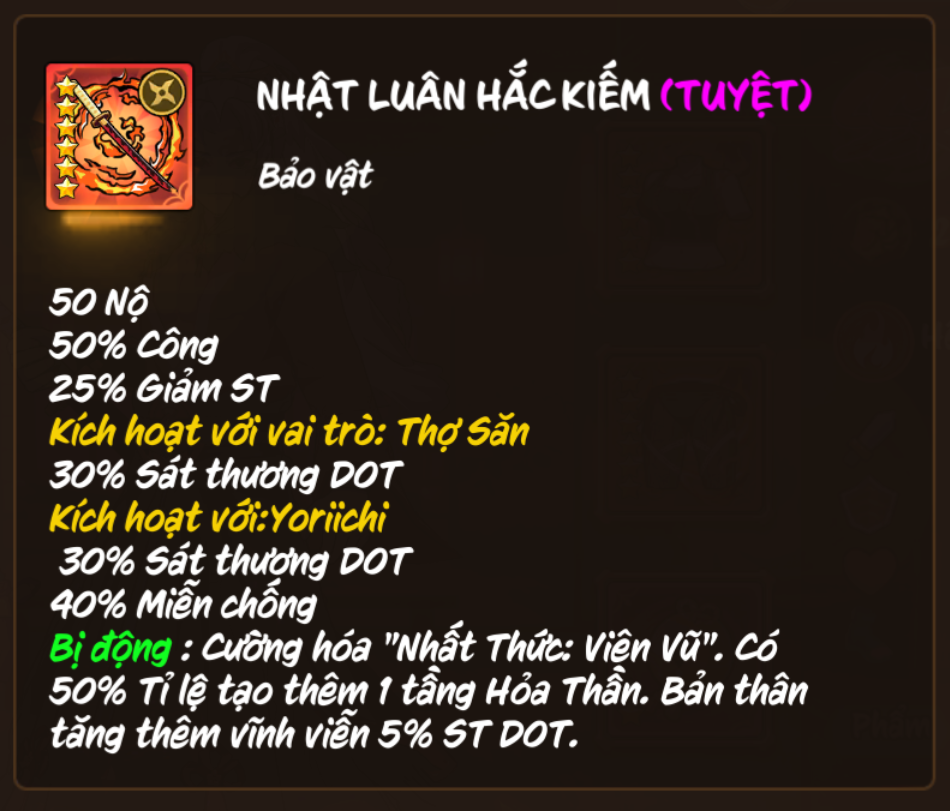 NHẬT LUÂN HẮC KIẾM (TUYỆT)
Bảo vật
50 Nộ
50% Công
25% Giảm ST
Kích hoạt với vai trò: Thợ Săn
30% Sát thương DOT
Kích hoạt với:Yoriichi
30% Sát thương DOT
40% Miễn chống
Bị động : Cường hóa "Nhất Thức: Viên Vũ". Có
50% Tỉ lệ tạo thêm 1 tầng Hỏa Thần. Bản thân
tăng thêm vĩnh viễn 5% ST DOT.